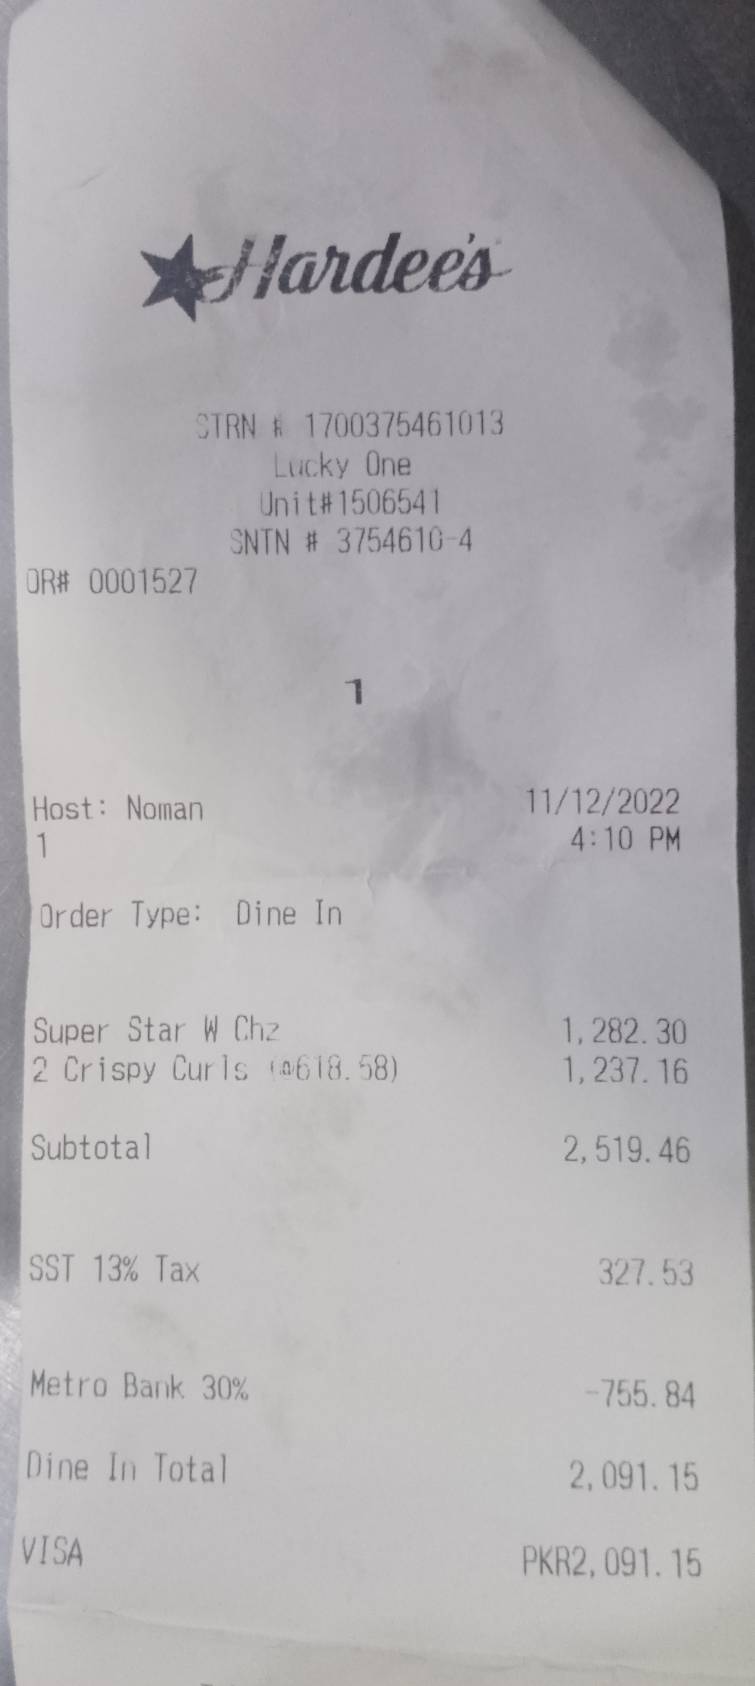 Hardee's
STRN # 1700375461013
Lucky One
Unit#1506541
SNTN # 3754610-4
OR# 0001527
1
Host: Noman 11/12/2022
1 4:10 PM
Order Type: Dine In
Super Star W Chz 1,282.30
2 Crispy Curls (@618.58) 1,237.16
Subtotal 2,519.46
SST 13% Tax 327.53
Metro Bank 30% -755.84
Dine In Total 2,091.15
VISA PKR2,091.15